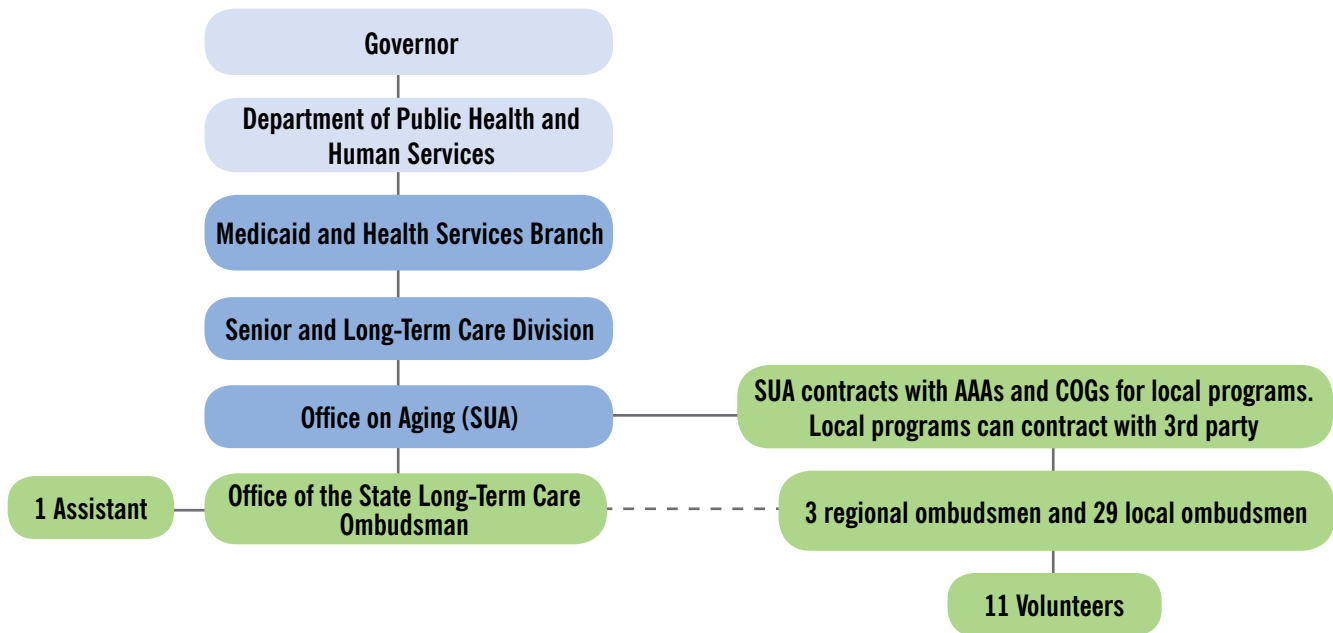 Governor
Department of Public Health and
Human Services
Medicaid and Health Services Branch
Senior and Long-Term Care Division
Office on Aging (SUA)
SUA contracts with AAAs and COGs for local programs.
Local programs can contract with 3rd party
1 Assistant
Office of the State Long-Term Care
Ombudsman
3 regional ombudsmen and 29 local ombudsmen
11 Volunteers